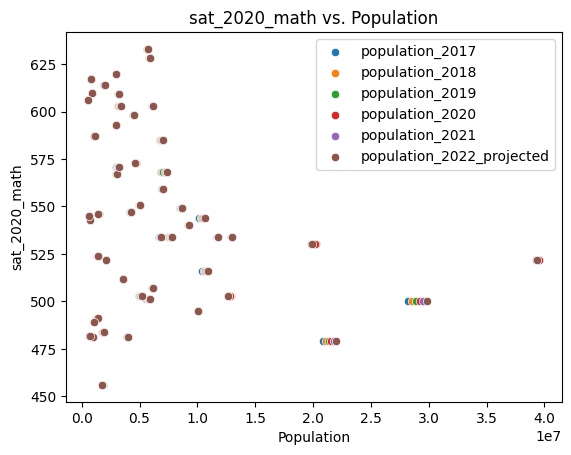 sat_2020_math vs. Population
sat_2020_math
625
600
575
550
525
500
475
450
population_2017
population_2018
population_2019
population_2020
population_2021
population_2022_projected
0.0 0.5 1.0 1.5 2.0 2.5 3.0 3.5 4.0
1e7
Population